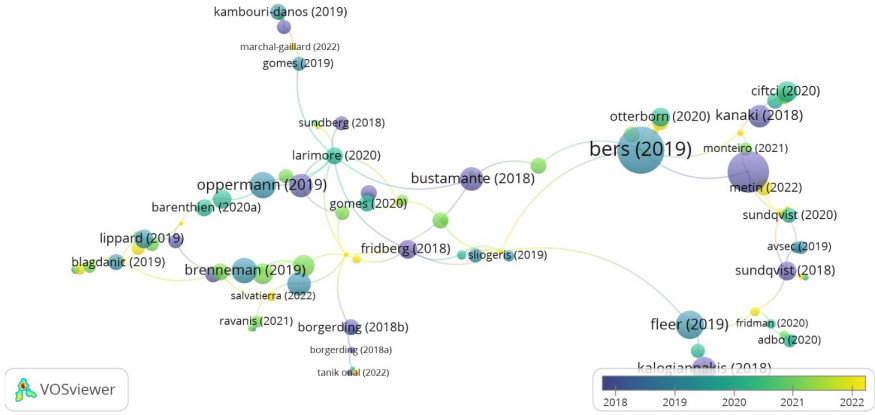 kambouri-danos (2019)
marchal-gaillard (2022)
gomes (2019)
ciftci (2020)
otterborn (2020)
kanaki (2018)
sundberg (2018)
bers (2019)
monteiro (2021)
larimore (2020)
oppermann (2019)
bustamante (2018)
metin (2022)
barenthien (2020a)
gomes (2020)
sundqvist (2020)
lippard (2019)
fridberg (2018)
sliogeris (2019)
avsec (2019)
blagdanic (2019)
brenneman (2019)
sundqvist (2018)
salvatierra (2022)
ravanis (2021)
borgerding (2018b)
fleer (2019)
fridman (2020)
adbo (2020)
borgerding (2018a)
tanik onal (2022)
kalogiannakis (2018)
VOSviewer
2018 2019 2020 2021 2022